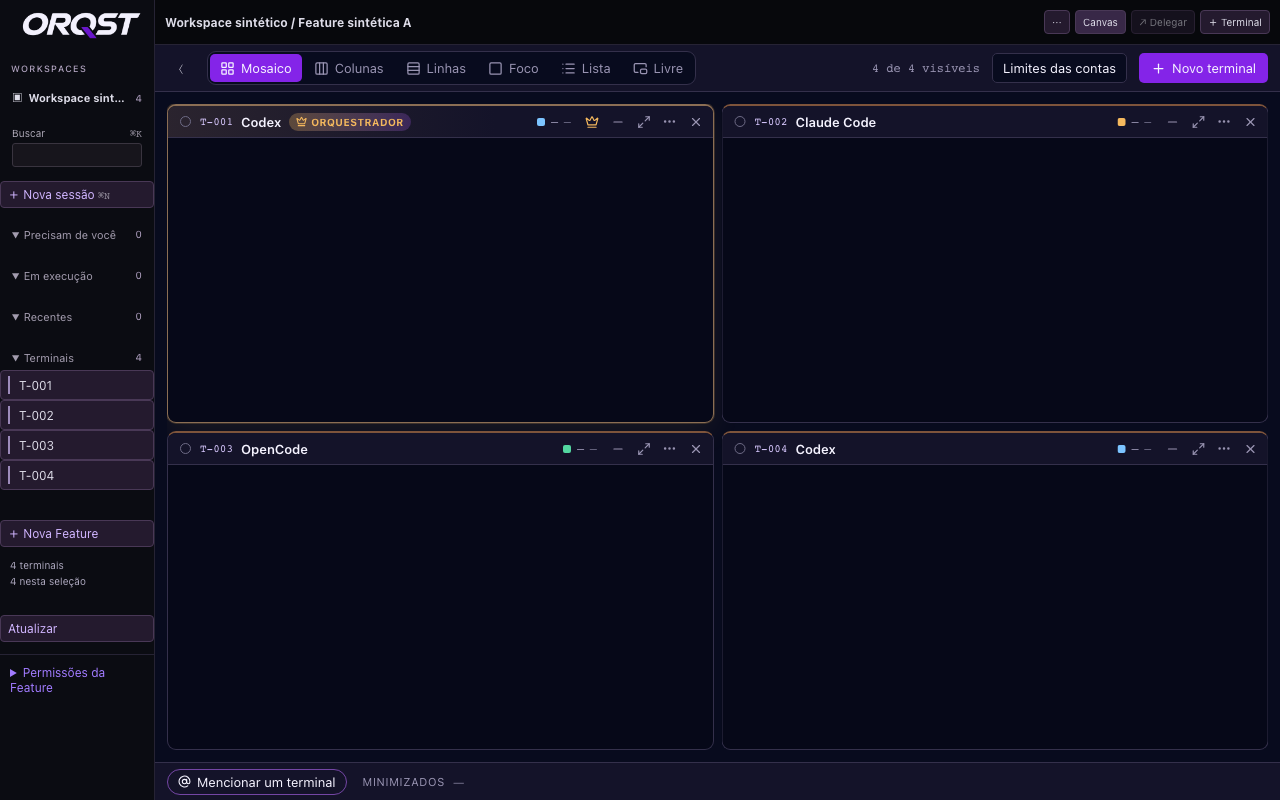 ORQST
Workspace sintético / Feature sintética A
···
Canvas
↗ Delegar
+ Terminal
WORKSPACES
Workspace sint... 4
Buscar ⌘K
+ Nova sessão ⌘N
▼ Precisam de você 0
▼ Em execução 0
▼ Recentes 0
▼ Terminais 4
T-001
T-002
T-003
T-004
+ Nova Feature
4 terminais
4 nesta seleção
Atualizar
▶ Permissões da
Feature
‹ Mosaico Colunas Linhas Foco Lista Livre
4 de 4 visíveis
Limites das contas
+ Novo terminal
T-001 Codex ORQUESTRADOR — —
T-002 Claude Code — —
T-003 OpenCode — —
T-004 Codex — —
@ Mencionar um terminal
MINIMIZADOS —